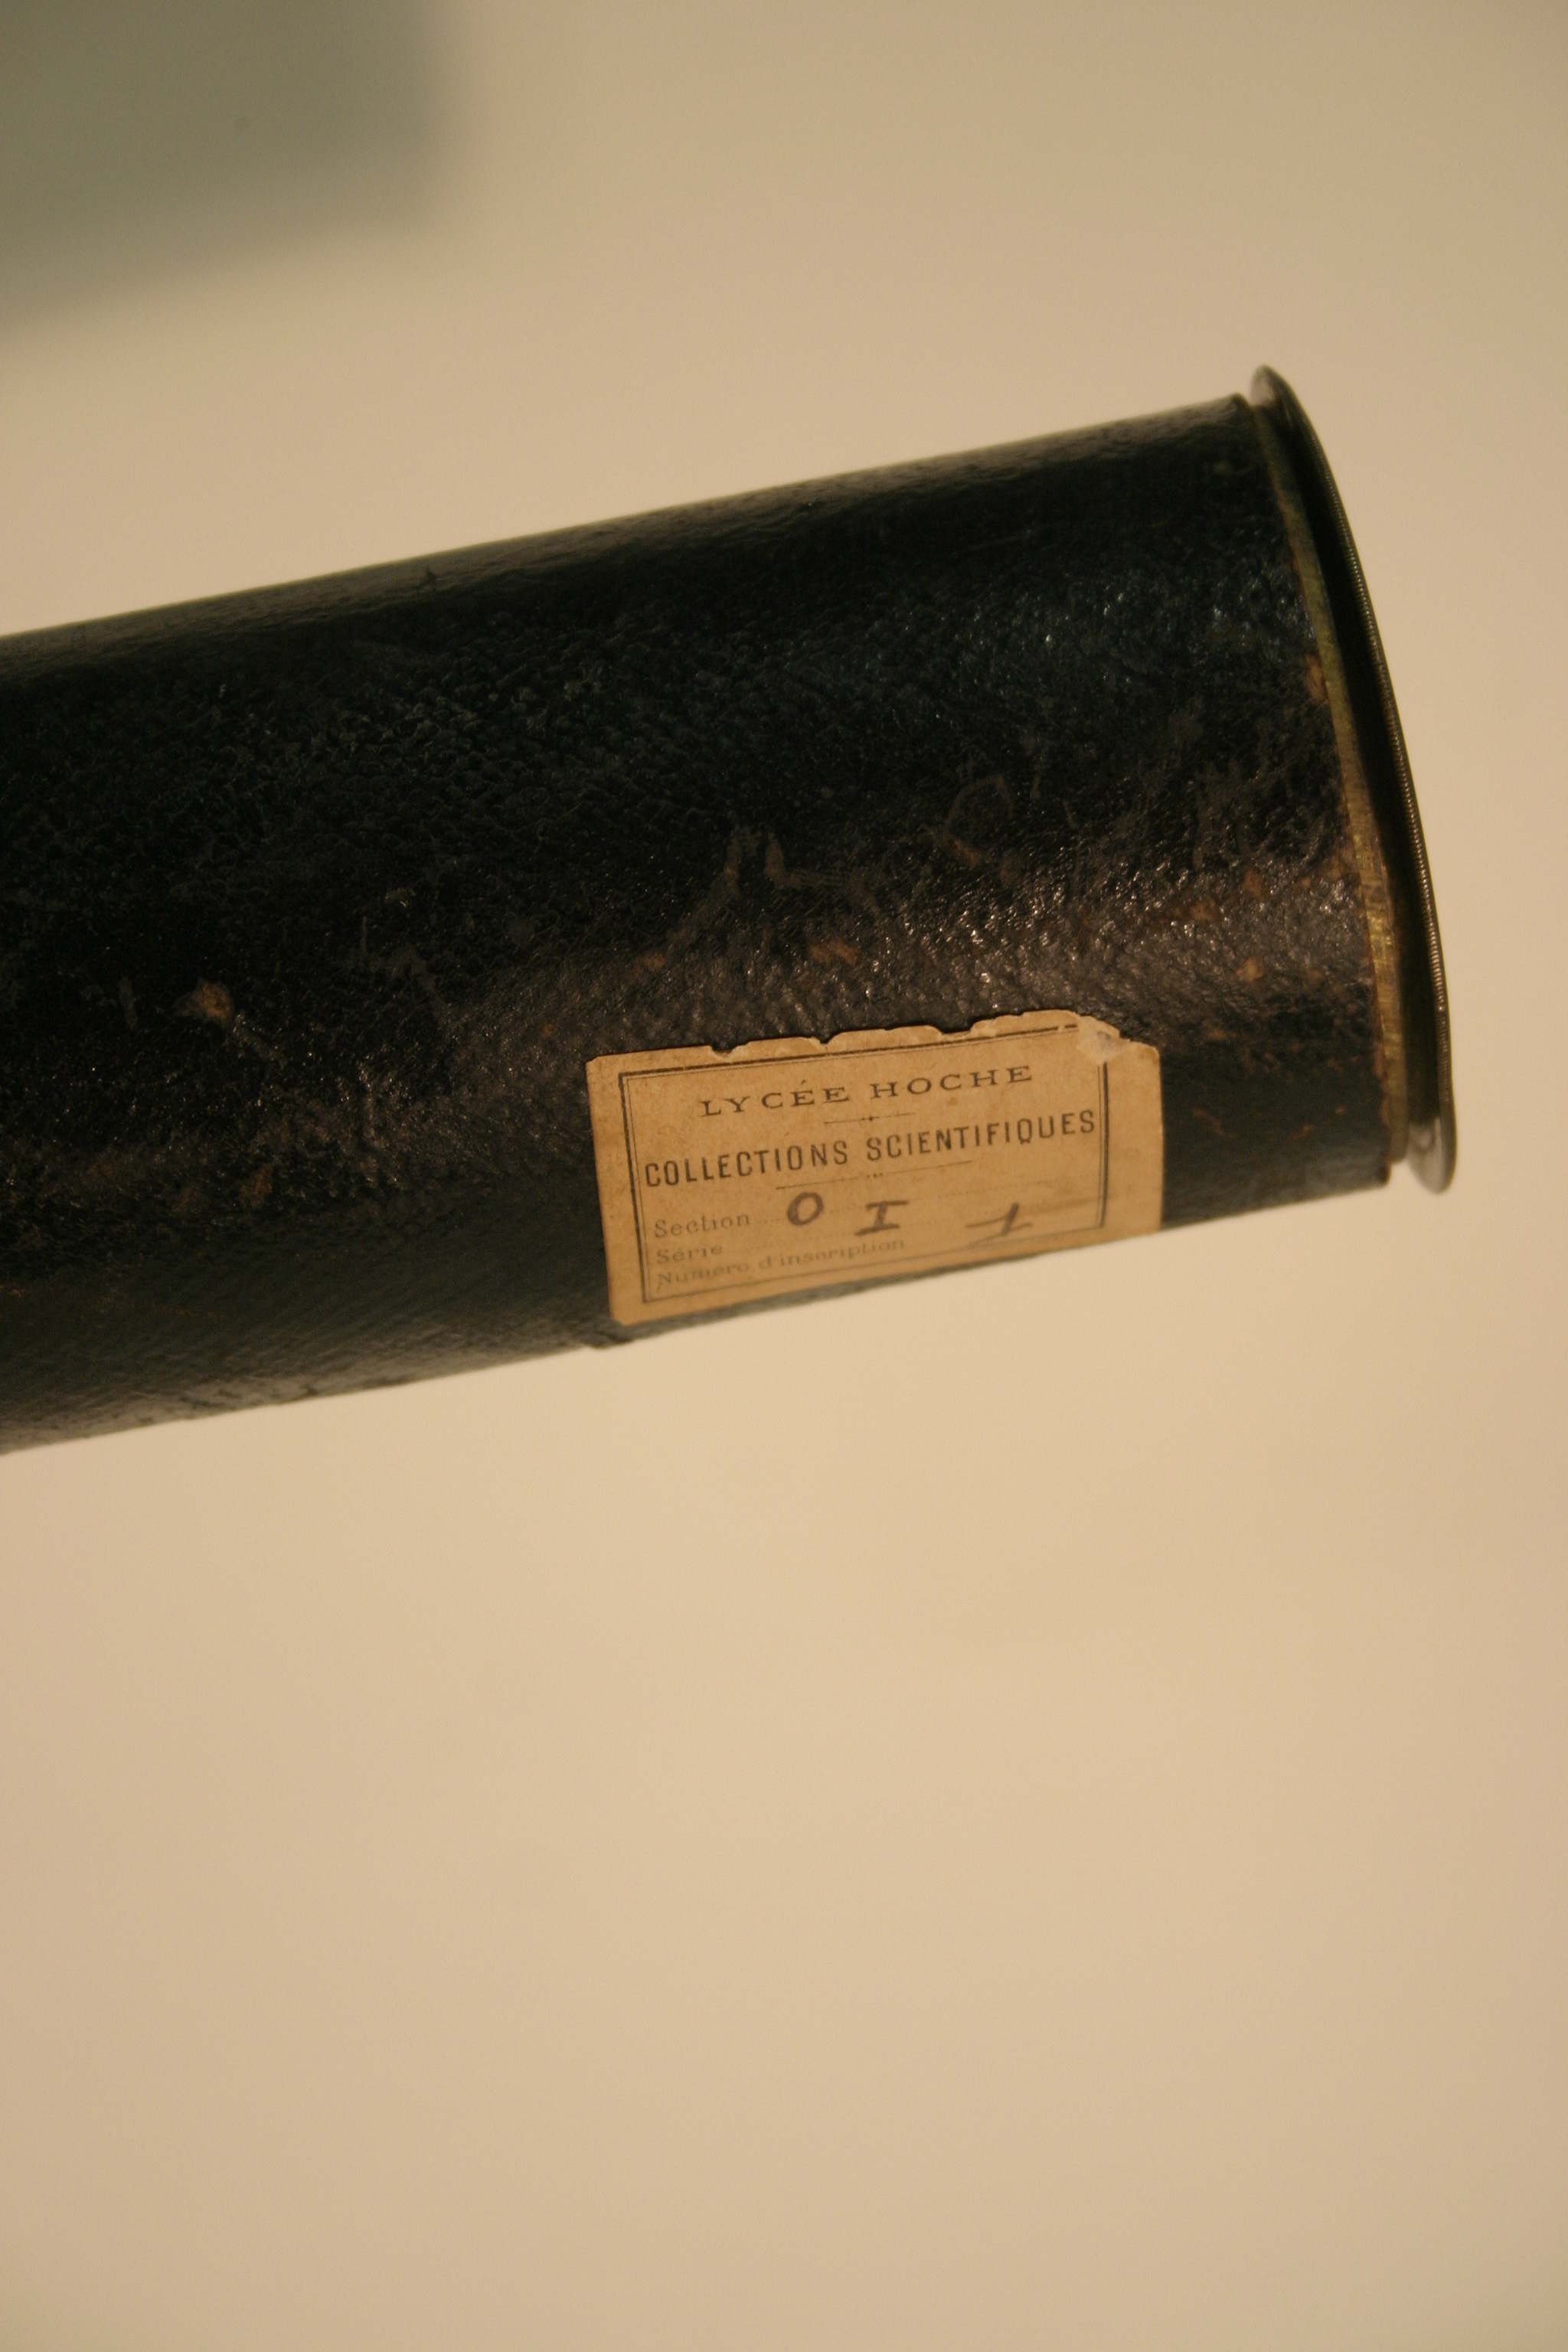 LYCÉE HOCHE
COLLECTIONS SCIENTIFIQUES
Section O I 1
Série
Numéro d'inscription